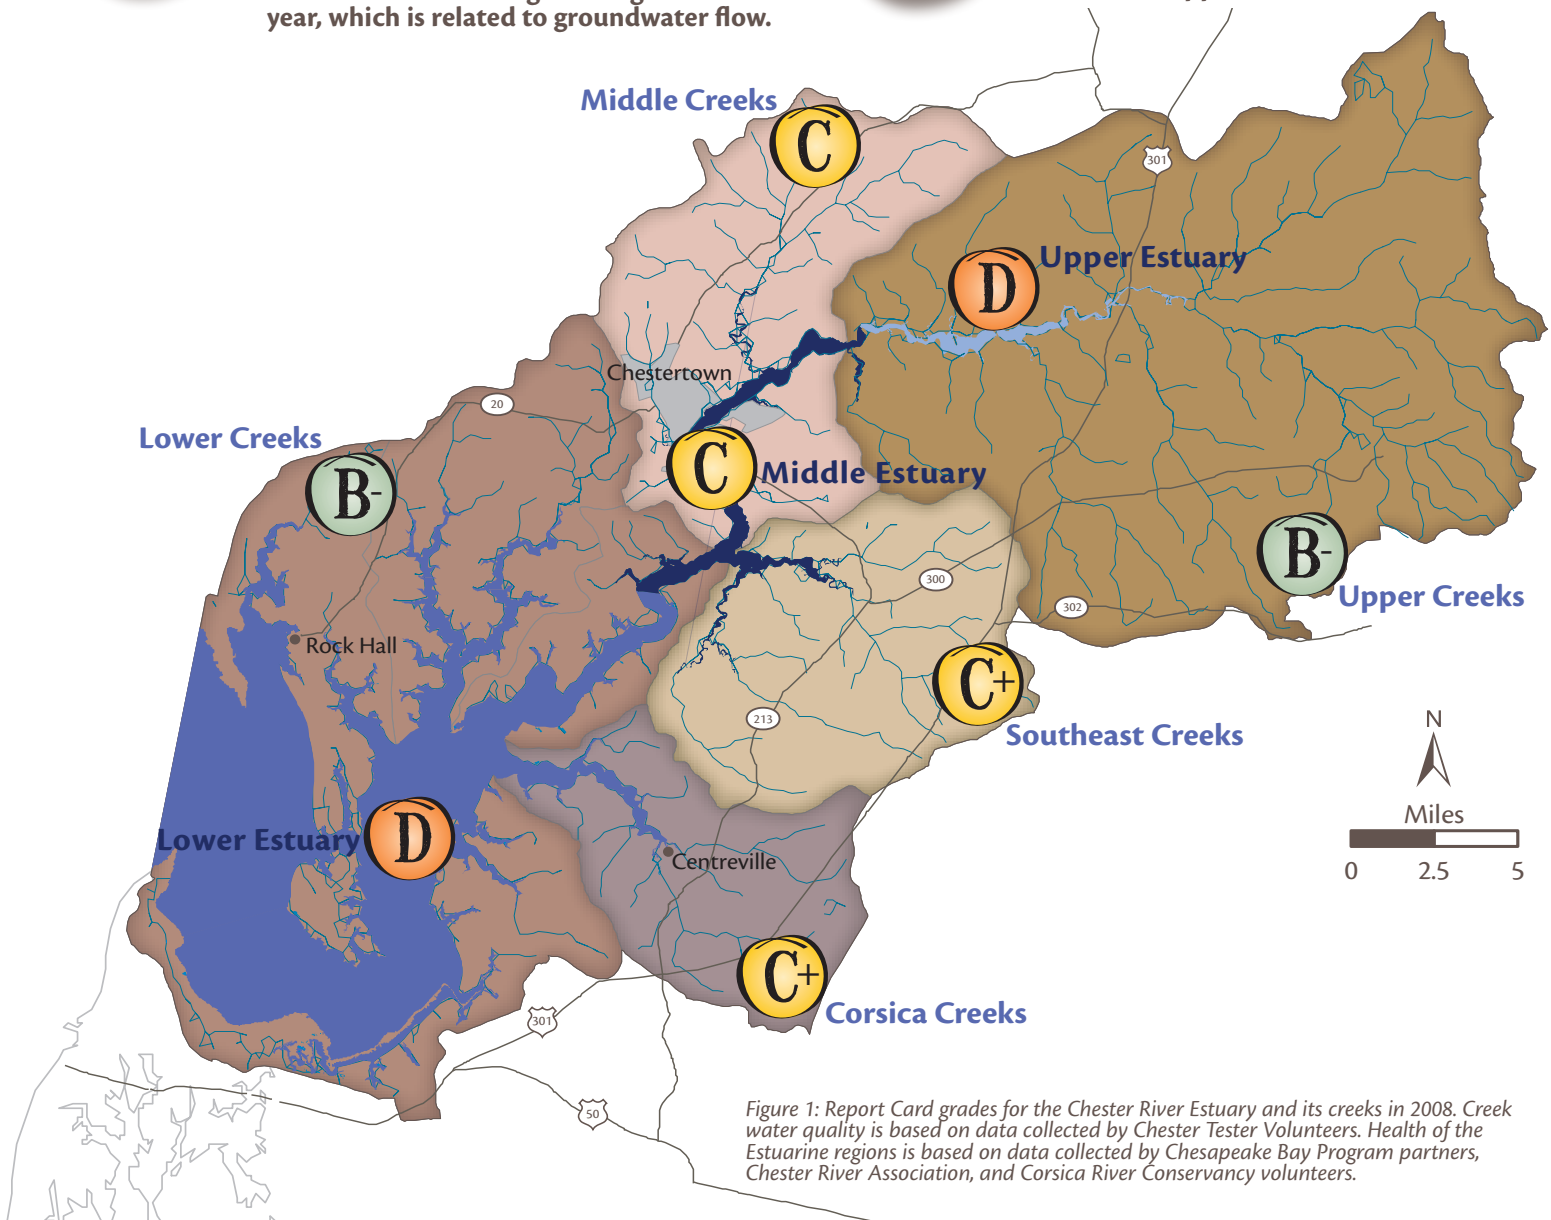 year, which is related to groundwater flow.
Middle Creeks
C
301
D
Upper Estuary
Chestertown
20
Lower Creeks
B-
C
Middle Estuary
B-
Upper Creeks
300
302
Rock Hall
C+
Southeast Creeks
213
N
Miles
0 2.5 5
Lower Estuary
D
Centreville
C+
Corsica Creeks
301
50
Figure 1: Report Card grades for the Chester River Estuary and its creeks in 2008. Creek
water quality is based on data collected by Chester Tester Volunteers. Health of the
Estuarine regions is based on data collected by Chesapeake Bay Program partners,
Chester River Association, and Corsica River Conservancy volunteers.